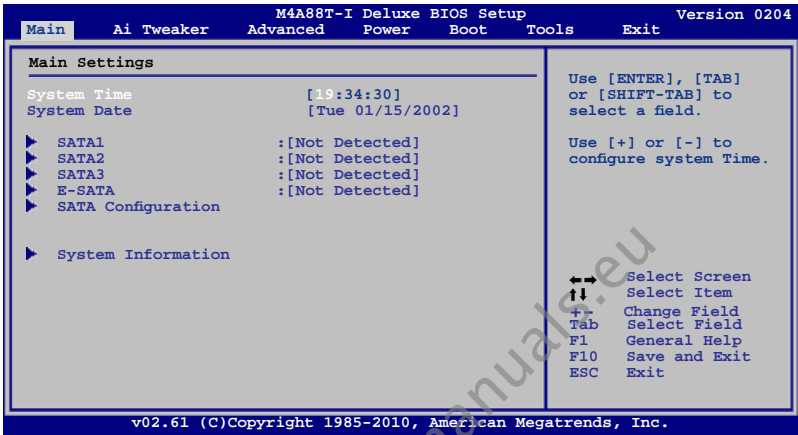 M4A88T-I Deluxe BIOS Setup Version 0204
Main Ai Tweaker Advanced Power Boot Tools Exit
Main Settings
System Time [19:34:30]
System Date [Tue 01/15/2002]
SATA1 :[Not Detected]
SATA2 :[Not Detected]
SATA3 :[Not Detected]
E-SATA :[Not Detected]
SATA Configuration
System Information
Use [ENTER], [TAB]
or [SHIFT-TAB] to
select a field.
Use [+] or [-] to
configure system Time.
←→ Select Screen
↑↓ Select Item
+- Change Field
Tab Select Field
F1 General Help
F10 Save and Exit
ESC Exit
v02.61 (C)Copyright 1985-2010, American Megatrends, Inc.
manuals.eu